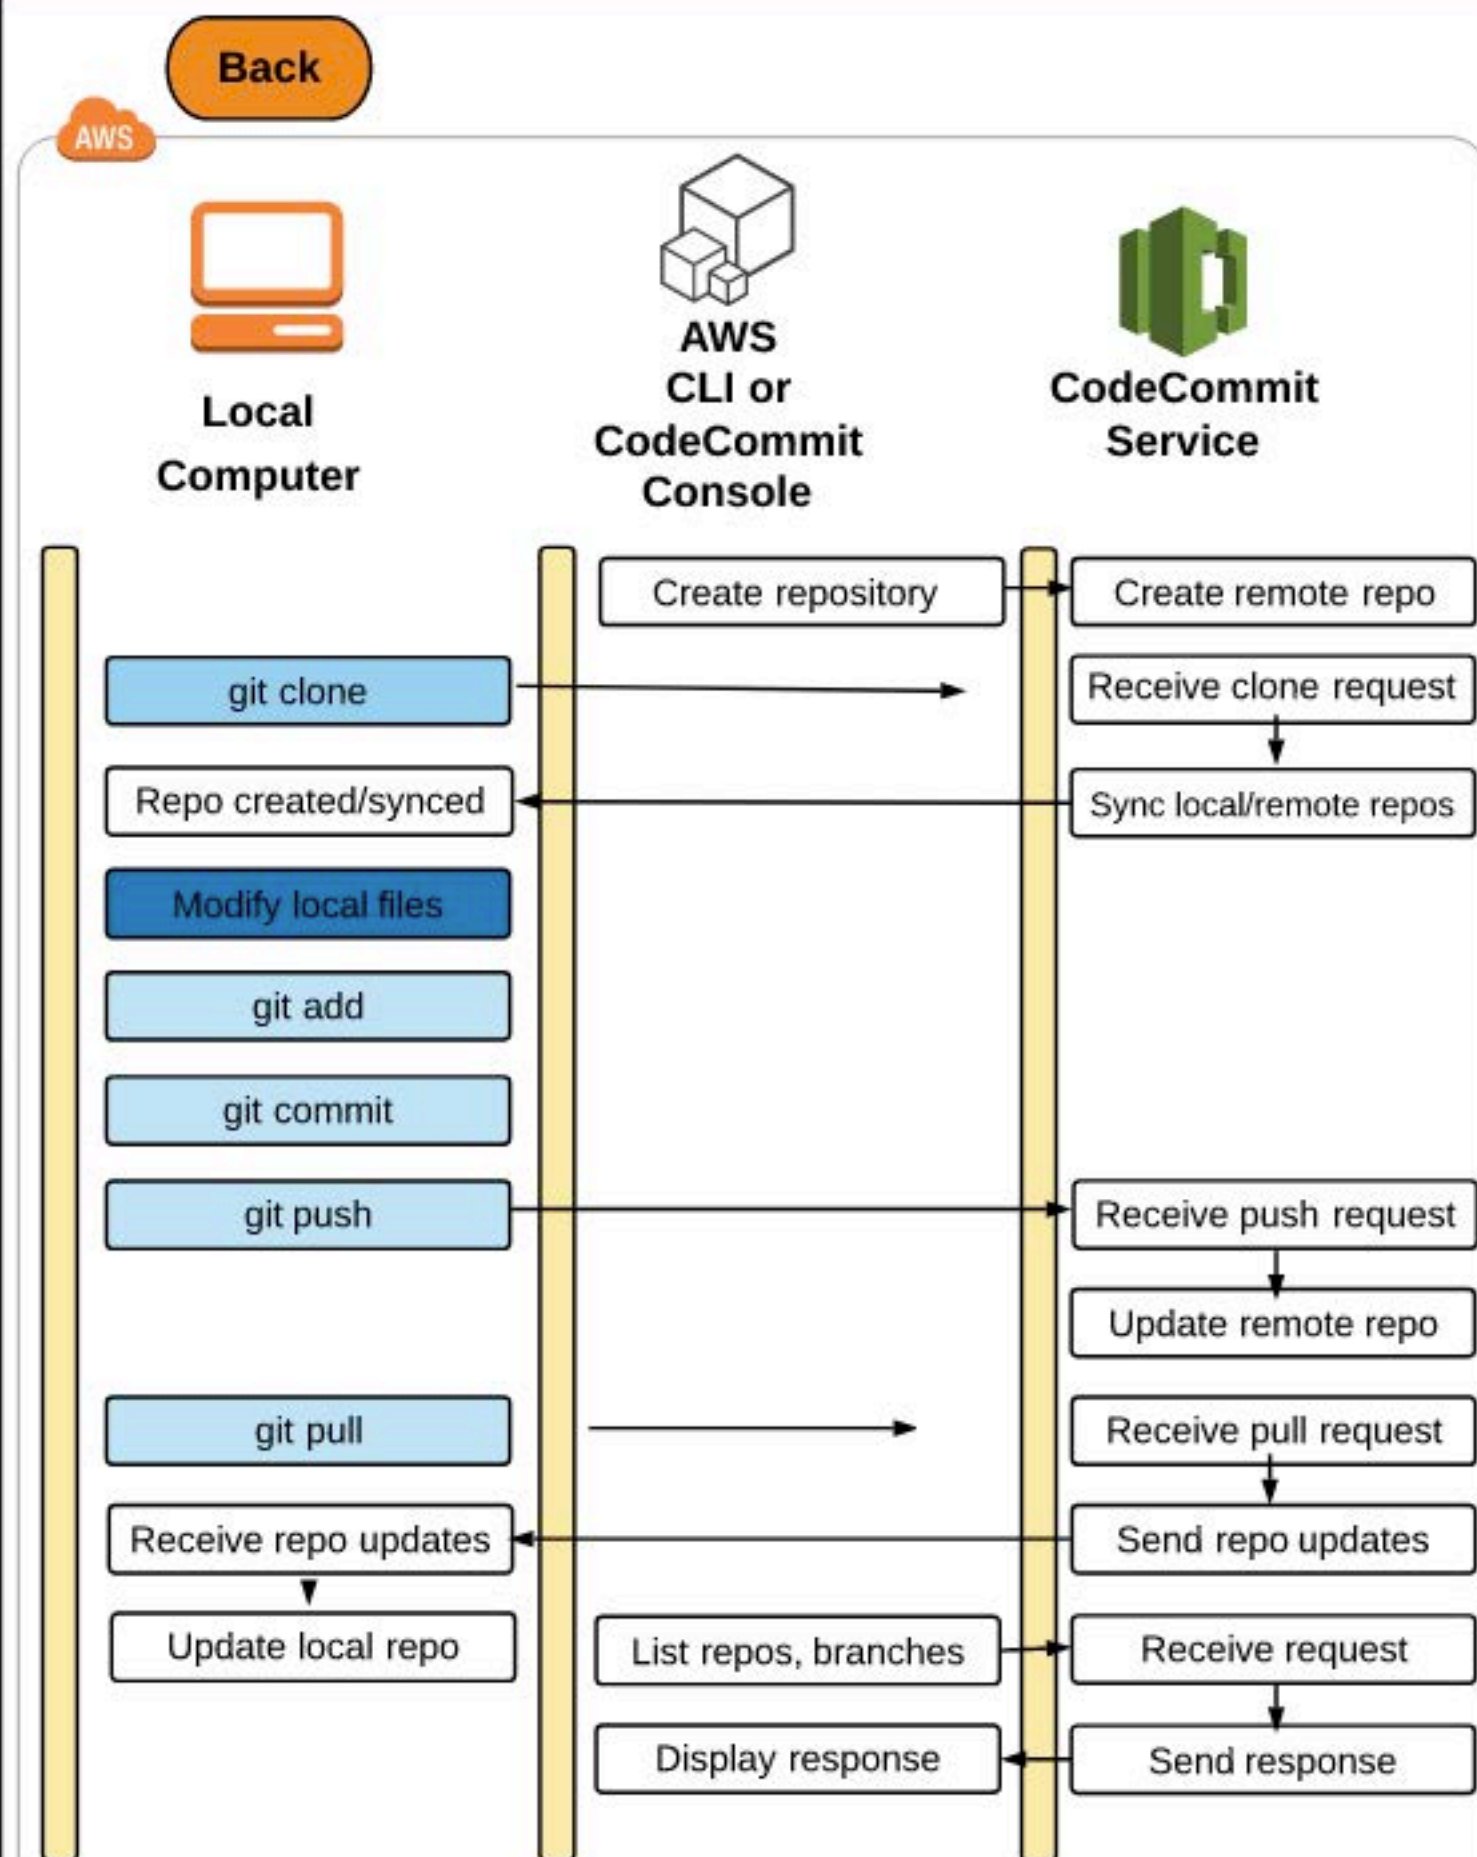 Back
AWS
Local
Computer
AWS
CLI or
CodeCommit
Console
CodeCommit
Service
Create repository
Create remote repo
git clone
Receive clone request
Repo created/synced
Sync local/remote repos
Modify local files
git add
git commit
git push
Receive push request
Update remote repo
git pull
Receive pull request
Receive repo updates
Send repo updates
Update local repo
List repos, branches
Receive request
Display response
Send response